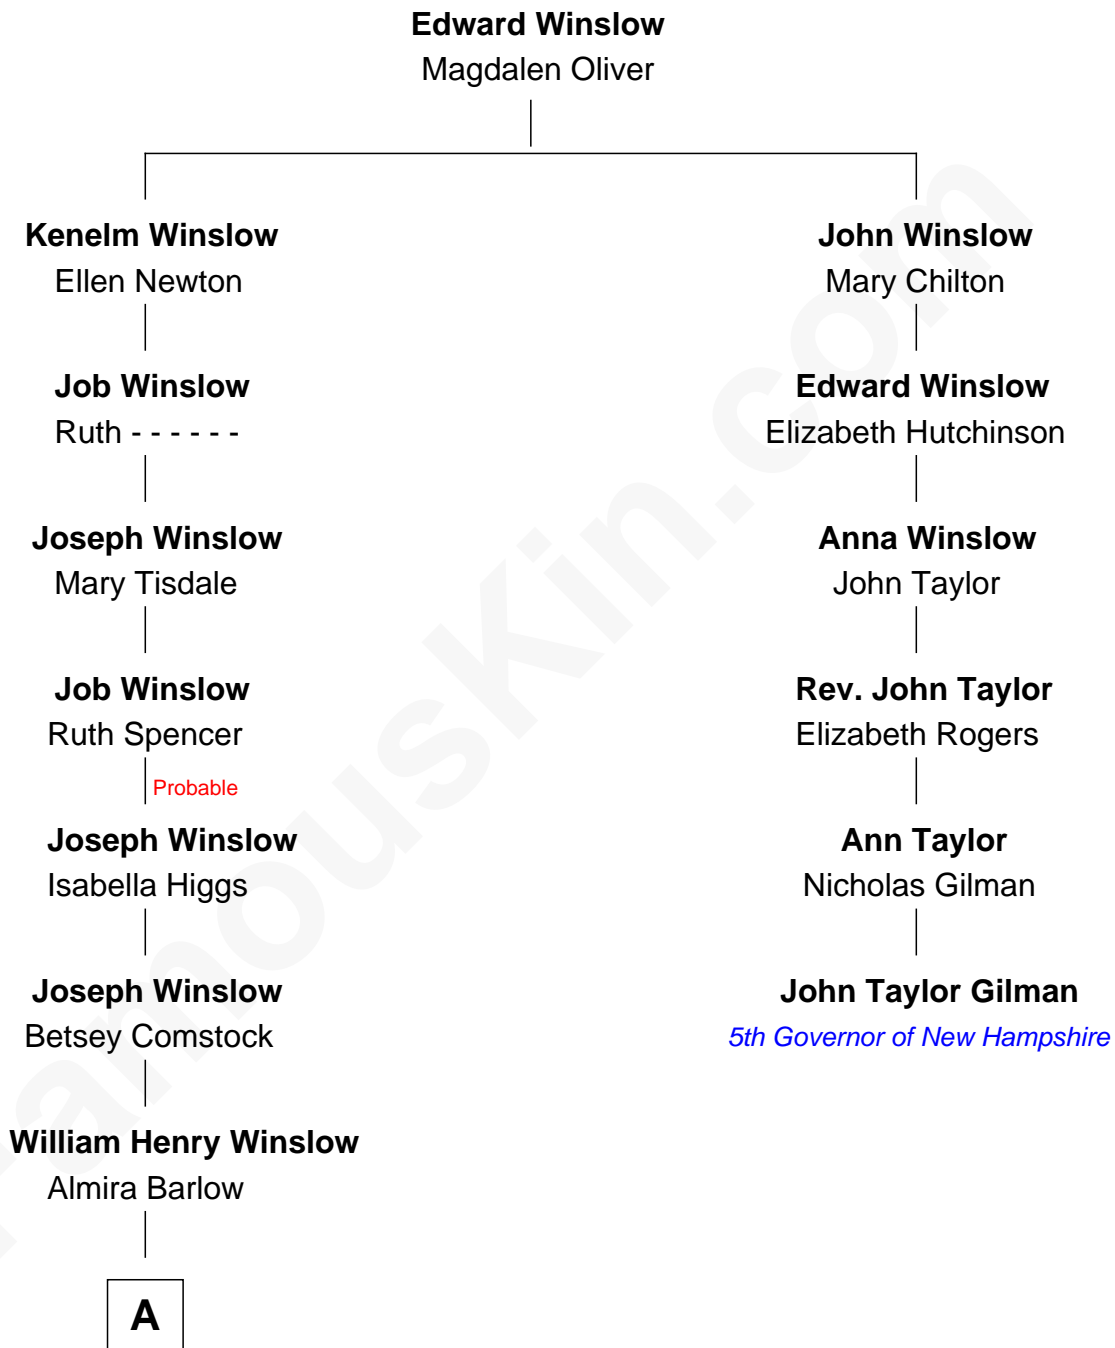 Edward Winslow
Magdalen Oliver
Kenelm Winslow
Ellen Newton
Job Winslow
Ruth - - - - - -
Joseph Winslow
Mary Tisdale
Job Winslow
Ruth Spencer
Probable
Joseph Winslow
Isabella Higgs
Joseph Winslow
Betsey Comstock
William Henry Winslow
Almira Barlow
A
John Winslow
Mary Chilton
Edward Winslow
Elizabeth Hutchinson
Anna Winslow
John Taylor
Rev. John Taylor
Elizabeth Rogers
Ann Taylor
Nicholas Gilman
John Taylor Gilman
5th Governor of New Hampshire
FamousKin.com